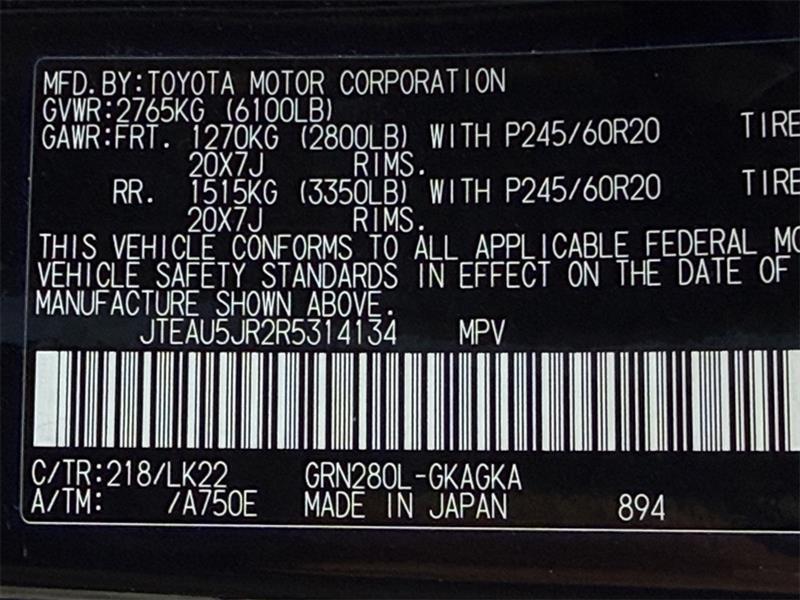 MFD.BY:TOYOTA MOTOR CORPORATION
GVWR:2765KG (6100LB)
GAWR:FRT. 1270KG (2800LB) WITH P245/60R20 TIRE
20X7J RIMS.
RR. 1515KG (3350LB) WITH P245/60R20 TIRE
20X7J RIMS.
THIS VEHICLE CONFORMS TO ALL APPLICABLE FEDERAL MO
VEHICLE SAFETY STANDARDS IN EFFECT ON THE DATE OF
MANUFACTURE SHOWN ABOVE.
JTEAU5JR2R5314134 MPV
C/TR:218/LK22 GRN280L-GKAGKA
A/TM: /A750E MADE IN JAPAN 894